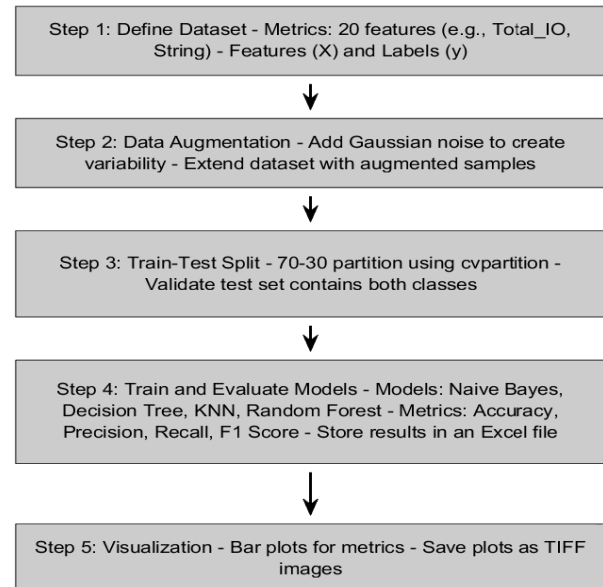 Step 1: Define Dataset - Metrics: 20 features (e.g., Total_IO,
String) - Features (X) and Labels (y)
Step 2: Data Augmentation - Add Gaussian noise to create
variability - Extend dataset with augmented samples
Step 3: Train-Test Split - 70-30 partition using cvpartition -
Validate test set contains both classes
Step 4: Train and Evaluate Models - Models: Naive Bayes,
Decision Tree, KNN, Random Forest - Metrics: Accuracy,
Precision, Recall, F1 Score - Store results in an Excel file
Step 5: Visualization - Bar plots for metrics - Save plots as TIFF
images